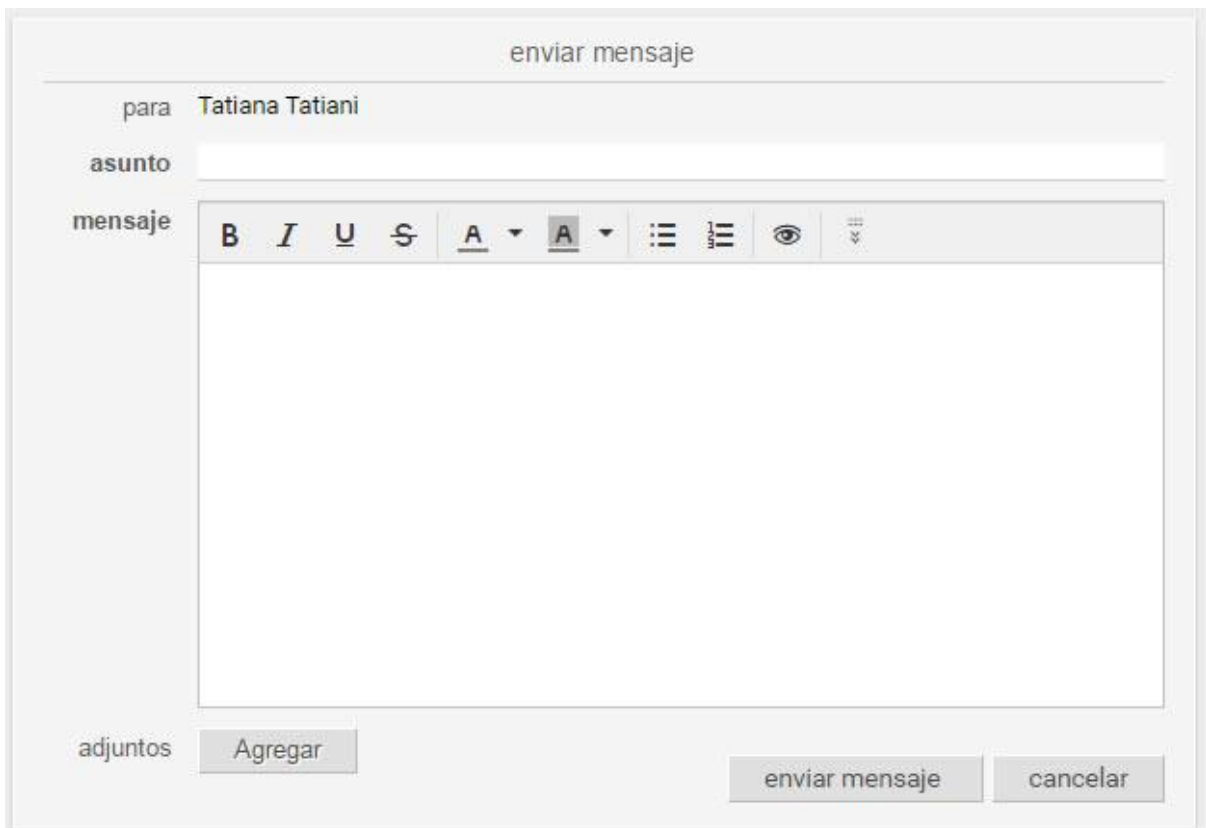 enviar mensaje
para Tatiana Tatiani
asunto
mensaje
B I U S A A
adjuntos Agregar
enviar mensaje cancelar